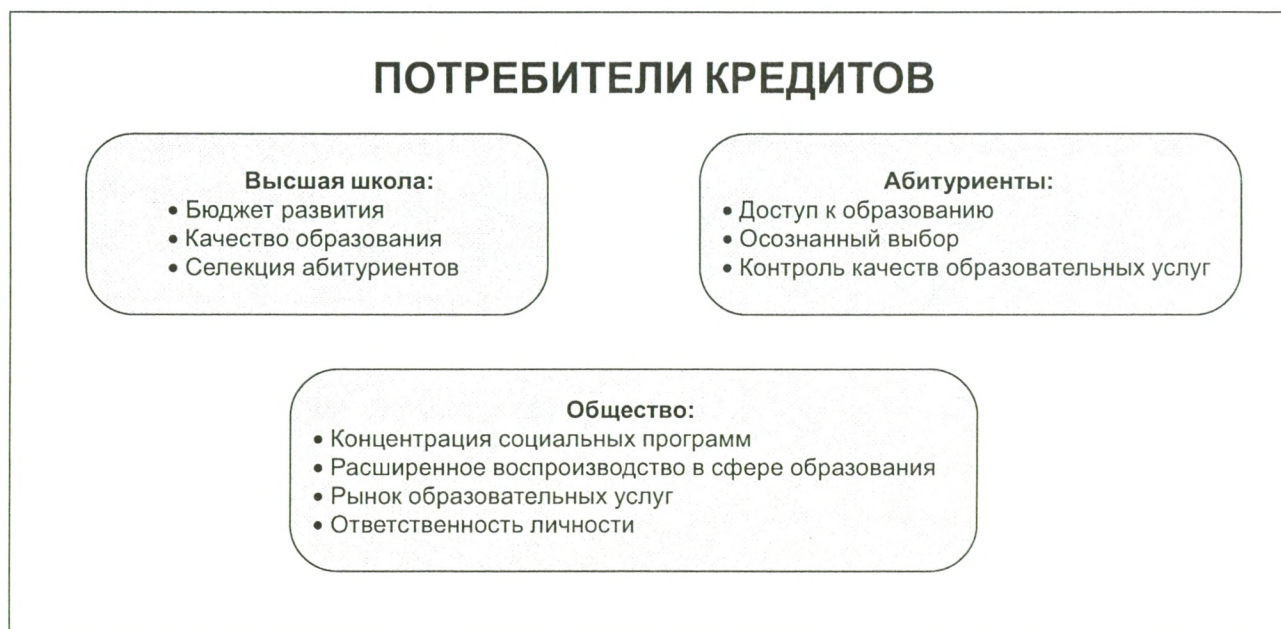 ПОТРЕБИТЕЛИ КРЕДИТОВ
Высшая школа:
• Бюджет развития
• Качество образования
• Селекция абитуриентов
Абитуриенты:
• Доступ к образованию
• Осознанный выбор
• Контроль качеств образовательных услуг
Общество:
• Концентрация социальных программ
• Расширенное воспроизводство в сфере образования
• Рынок образовательных услуг
• Ответственность личности